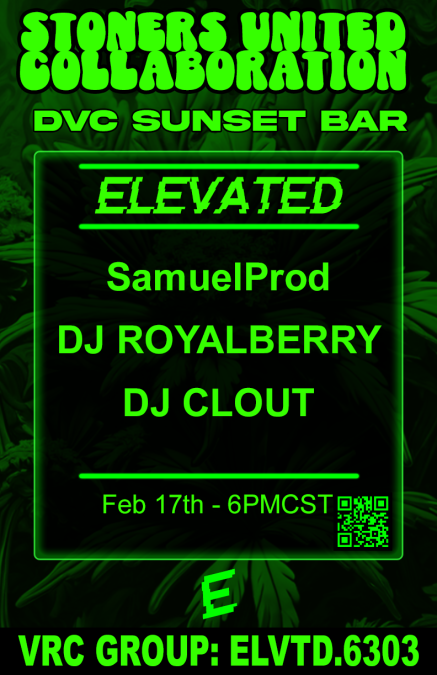 STONERS UNITED
COLLABORATION
DVC SUNSET BAR
ELEVATED
SamuelProd
DJ ROYALBERRY
DJ CLOUT
Feb 17th - 6PMCST
E
VRC GROUP: ELVTD.6303